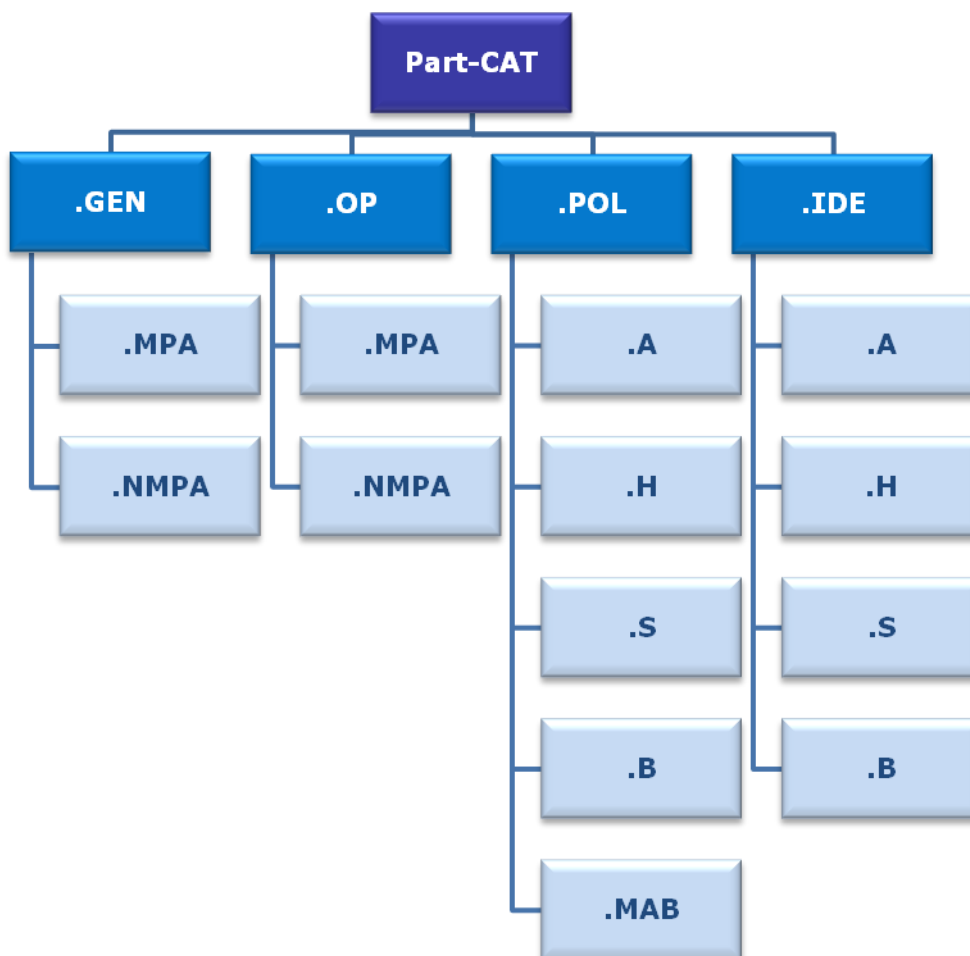 Part-CAT
.GEN
.OP
.POL
.IDE
.MPA
.MPA
.A
.A
.NMPA
.NMPA
.H
.H
.S
.S
.B
.B
.MAB